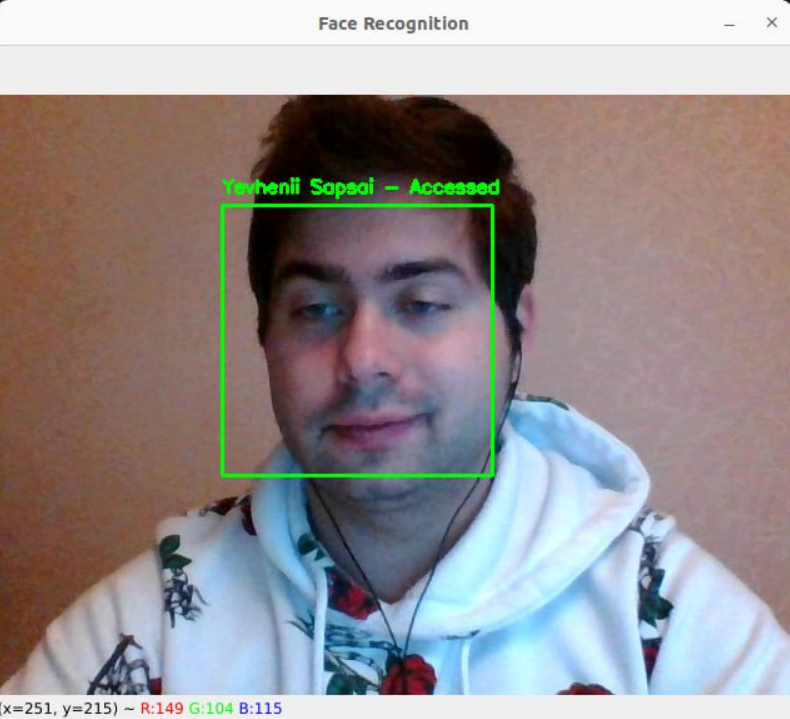 Face Recognition
Yevhenii Sapsai - Accessed
(x=251, y=215) ~ R:149 G:104 B:115